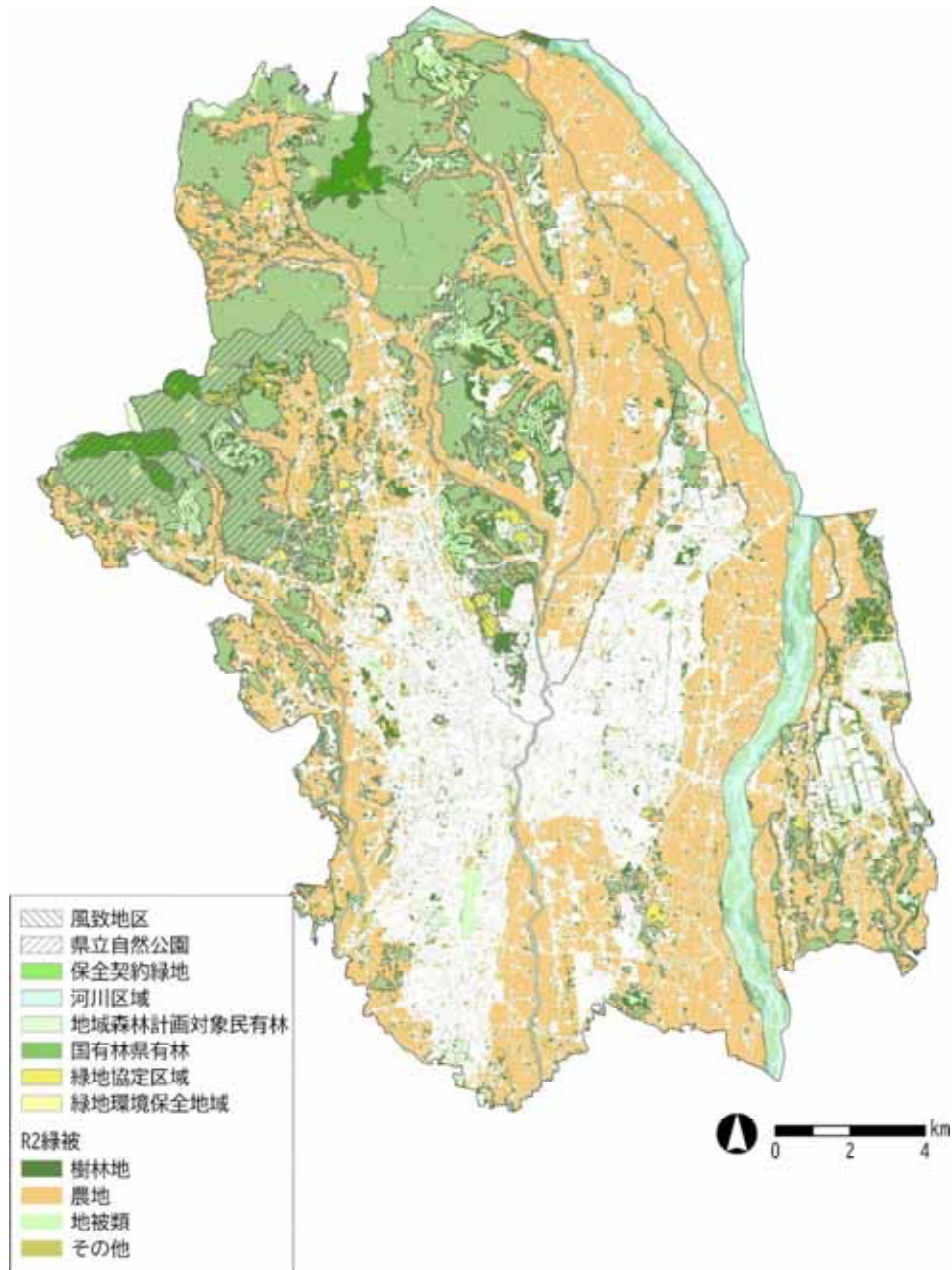 風致地区
県立自然公園
保全契約緑地
河川区域
地域森林計画対象民有林
国有林県有林
緑地協定区域
緑地環境保全地域
R2緑被
樹林地
農地
地被類
その他
km
0 2 4